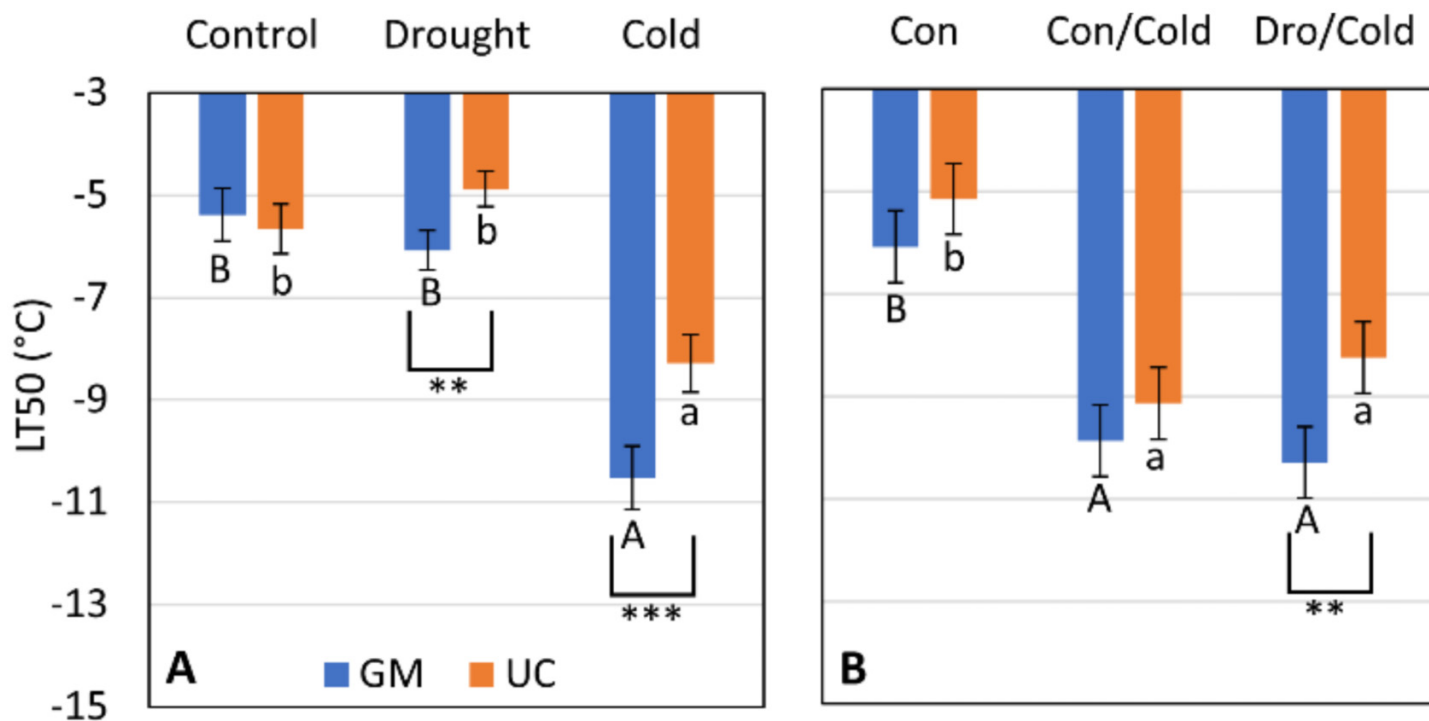 Control Drought Cold
Con Con/Cold Dro/Cold
-3
-5
-7
-9
-11
-13
-15
LT50 (°C)
B b B b A a
** ***
A GM UC
B b A a A a
**
B